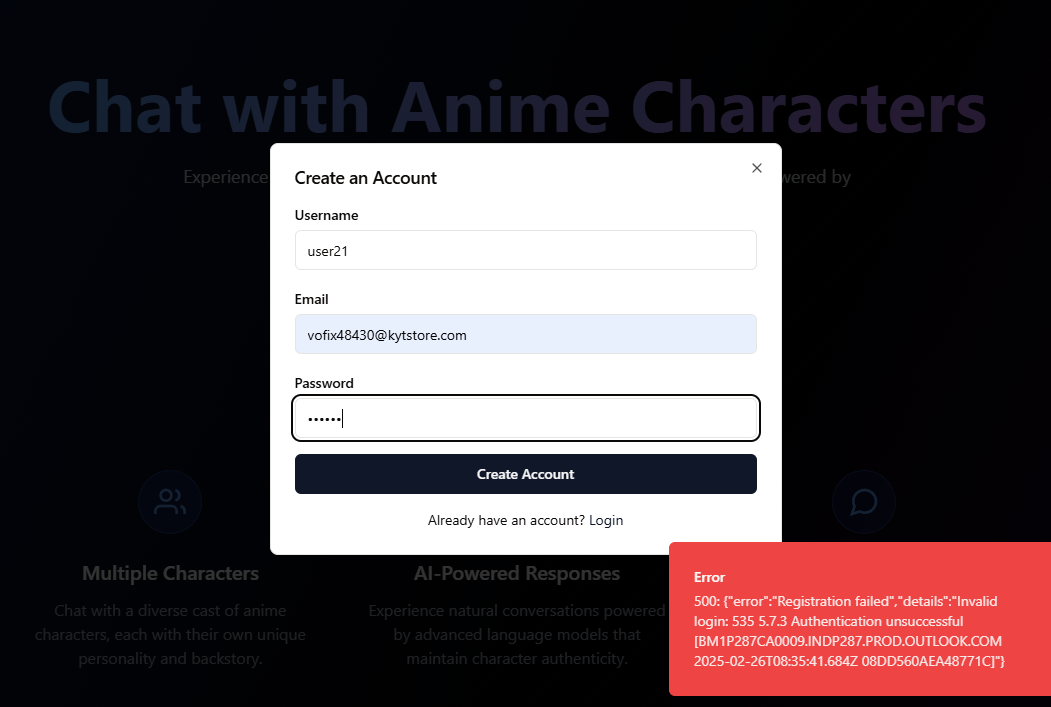 Chat with Anime Characters
Experience
wered by
Create an Account
Username
user21
Email
vofix48430@kytstore.com
Password
••••••
Create Account
Already have an account? Login
Multiple Characters
Chat with a diverse cast of anime
characters, each with their own unique
personality and backstory.
AI-Powered Responses
Experience natural conversations powered
by advanced language models that
maintain character authenticity.
Error
500: {"error":"Registration failed","details":"Invalid
login: 535 5.7.3 Authentication unsuccessful
[BM1P287CA0009.INDP287.PROD.OUTLOOK.COM
2025-02-26T08:35:41.684Z 08DD560AEA48771C]"}